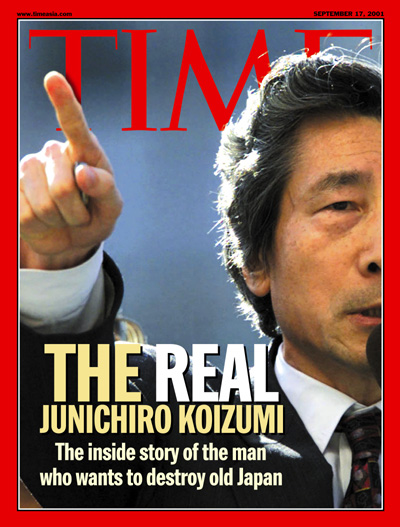 www.timeasia.com
SEPTEMBER 17, 2001
TIME
THE REAL
JUNICHIRO KOIZUMI
The inside story of the man
who wants to destroy old Japan